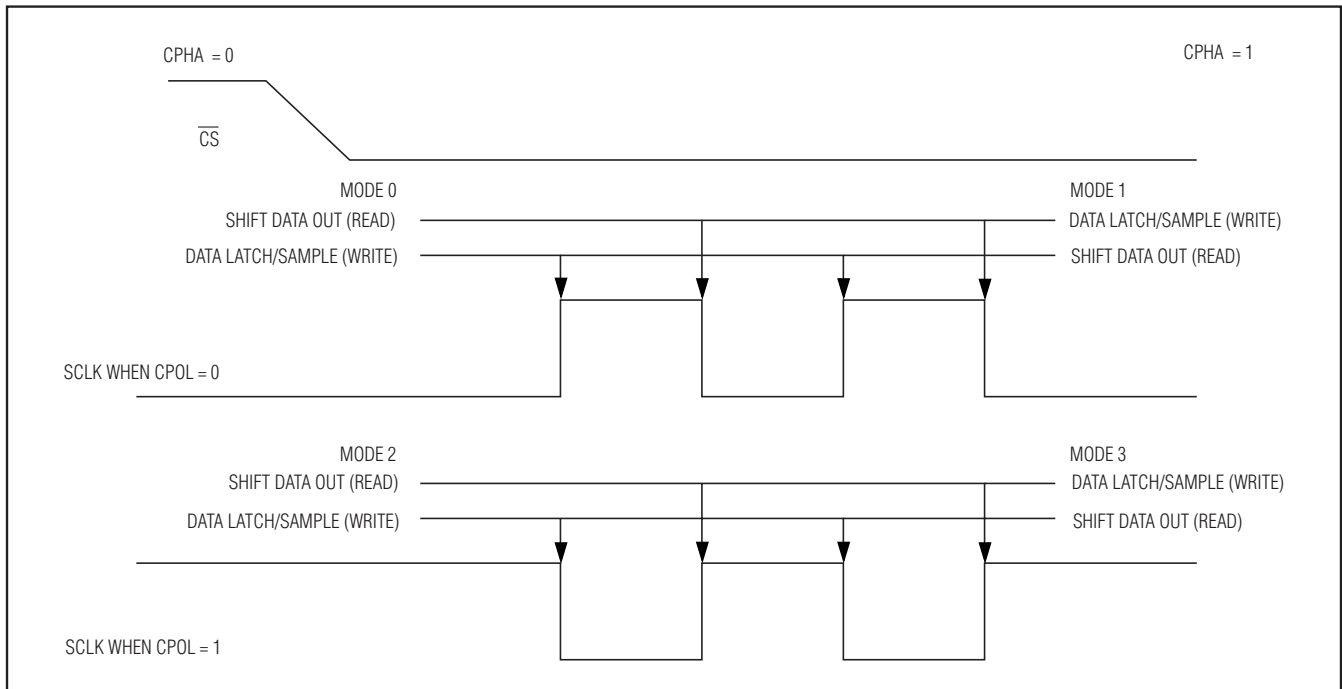 CPHA = 0
CPHA = 1
C̅S̅
MODE 0
MODE 1
SHIFT DATA OUT (READ)
DATA LATCH/SAMPLE (WRITE)
DATA LATCH/SAMPLE (WRITE)
SHIFT DATA OUT (READ)
SCLK WHEN CPOL = 0
MODE 2
MODE 3
SHIFT DATA OUT (READ)
DATA LATCH/SAMPLE (WRITE)
DATA LATCH/SAMPLE (WRITE)
SHIFT DATA OUT (READ)
SCLK WHEN CPOL = 1